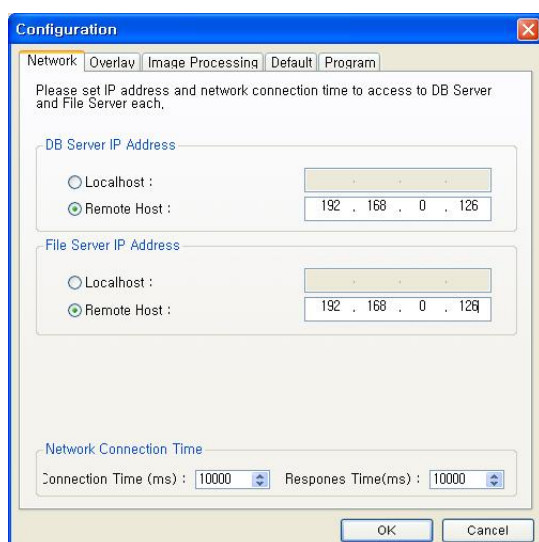 Configuration
Network Overlay Image Processing Default Program
Please set IP address and network connection time to access to DB Server
and File Server each,
DB Server IP Address
Localhost :
Remote Host : 192 . 168 . 0 . 126
File Server IP Address
Localhost :
Remote Host : 192 . 168 . 0 . 126
Network Connection Time
Connection Time (ms) : 10000 Respones Time(ms) : 10000
OK Cancel